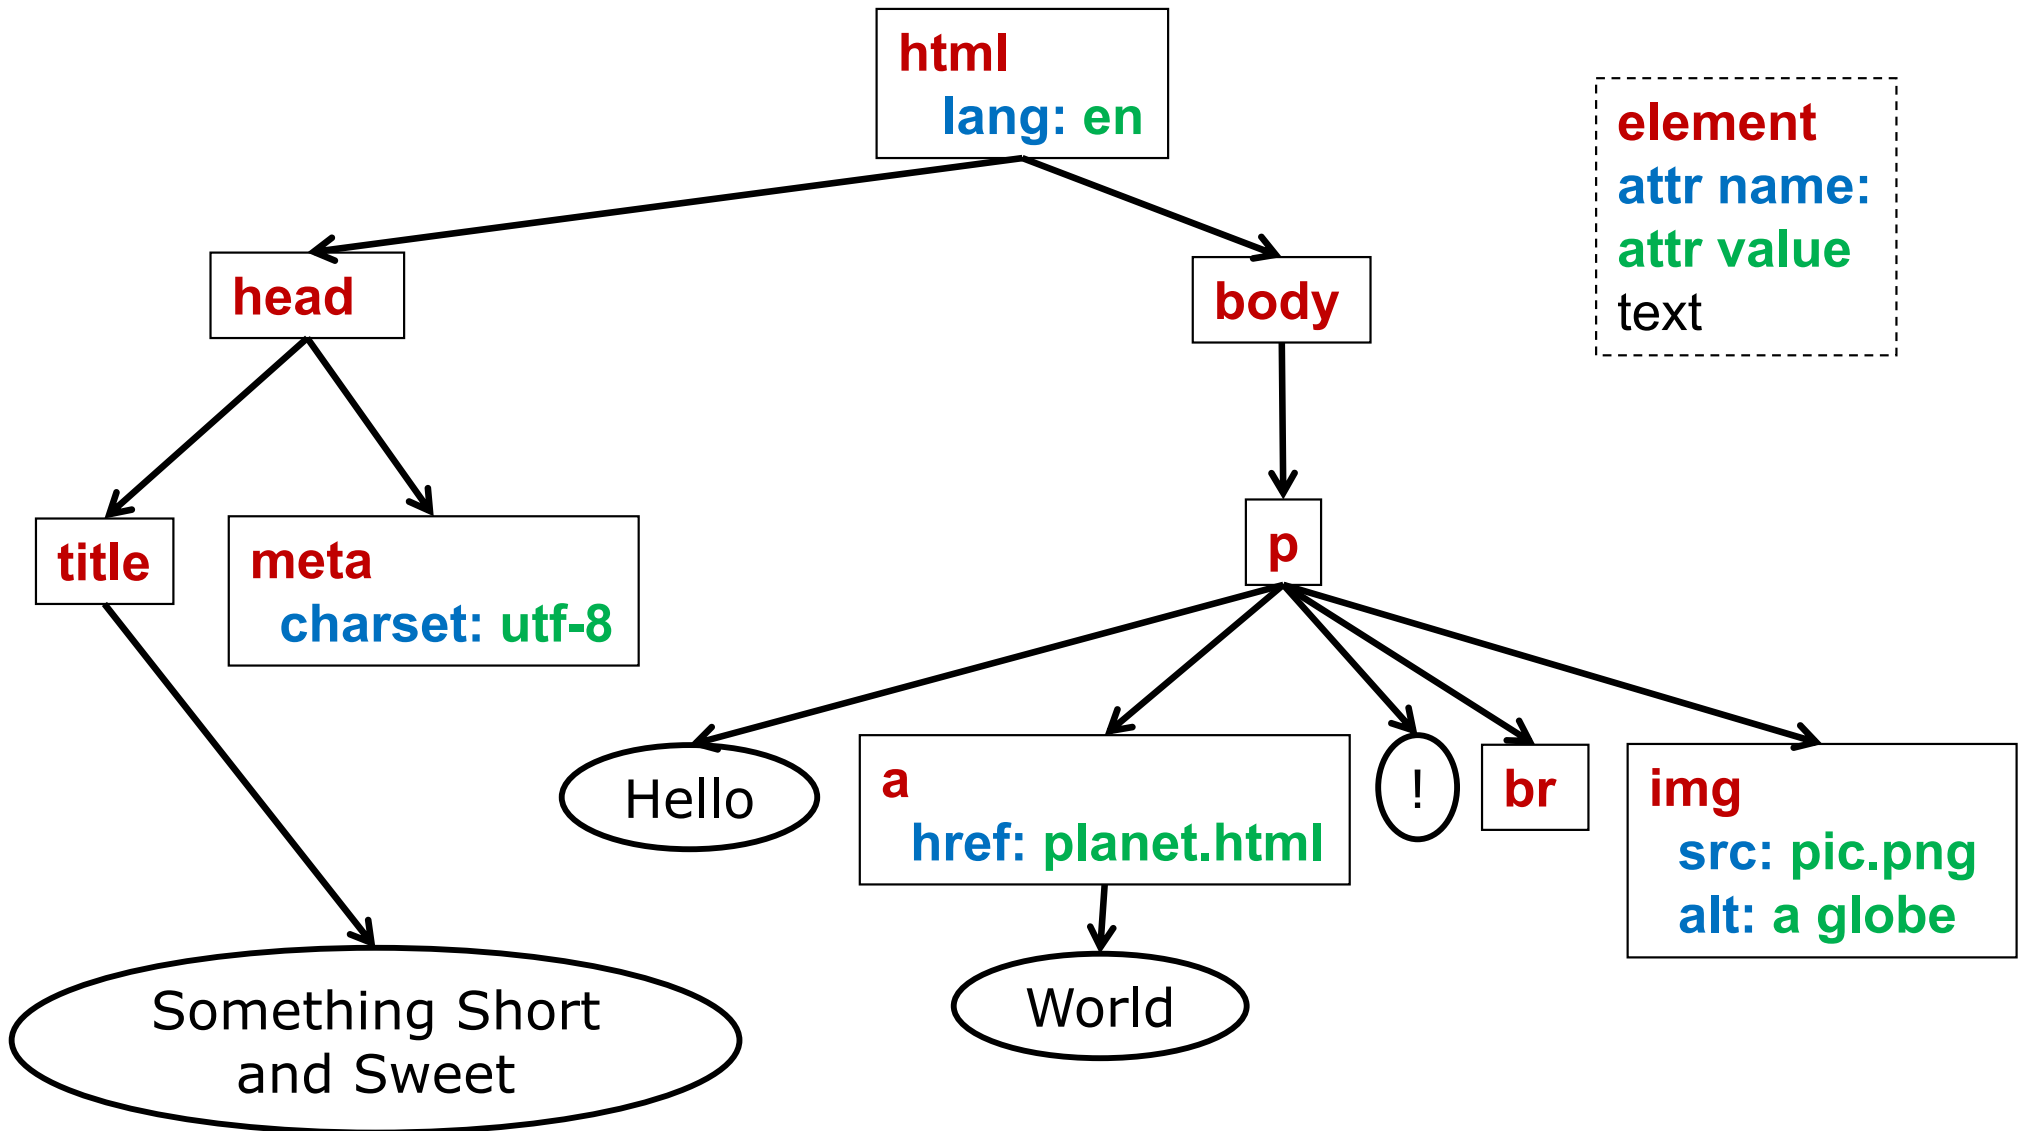 html
lang: en
element
attr name:
attr value
text
head
body
title
meta
charset: utf-8
p
Hello
a
href: planet.html
!
br
img
src: pic.png
alt: a globe
Something Short
and Sweet
World